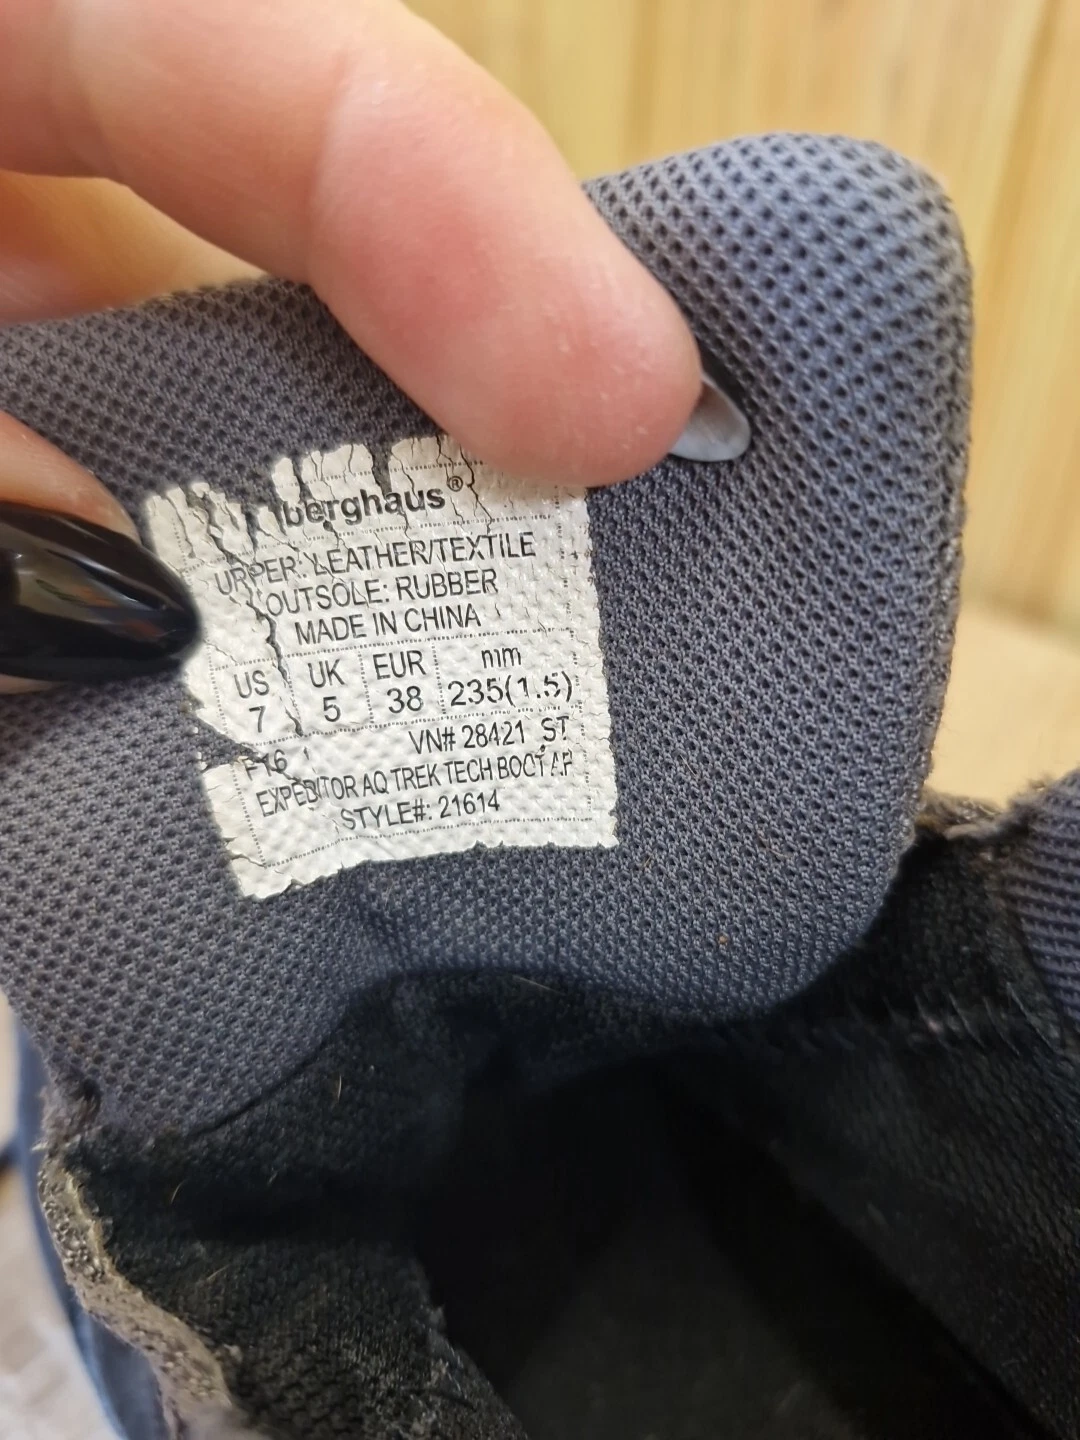 berghaus®
UPPER: LEATHER/TEXTILE
OUTSOLE: RUBBER
MADE IN CHINA
US UK EUR mm
7 5 38 235(1.5)
F16 VN# 28421 ST
EXPEDITOR AQ TREK TECH BOOT AF
STYLE#: 21614